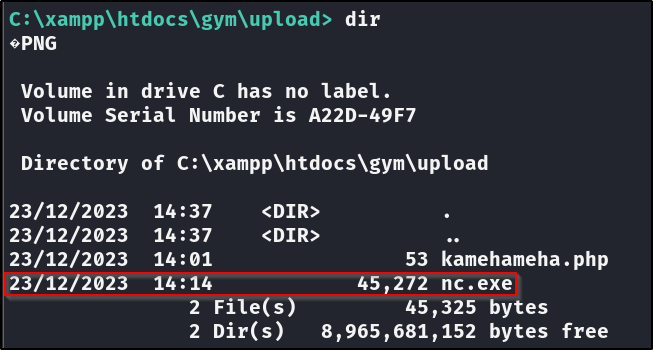 C:\xampp\htdocs\gym\upload> dir
�PNG
Volume in drive C has no label.
Volume Serial Number is A22D-49F7
Directory of C:\xampp\htdocs\gym\upload
23/12/2023  14:37    <DIR>          .
23/12/2023  14:37    <DIR>          ..
23/12/2023  14:01                53 kamehameha.php
23/12/2023  14:14            45,272 nc.exe
2 File(s)         45,325 bytes
2 Dir(s)   8,965,681,152 bytes free